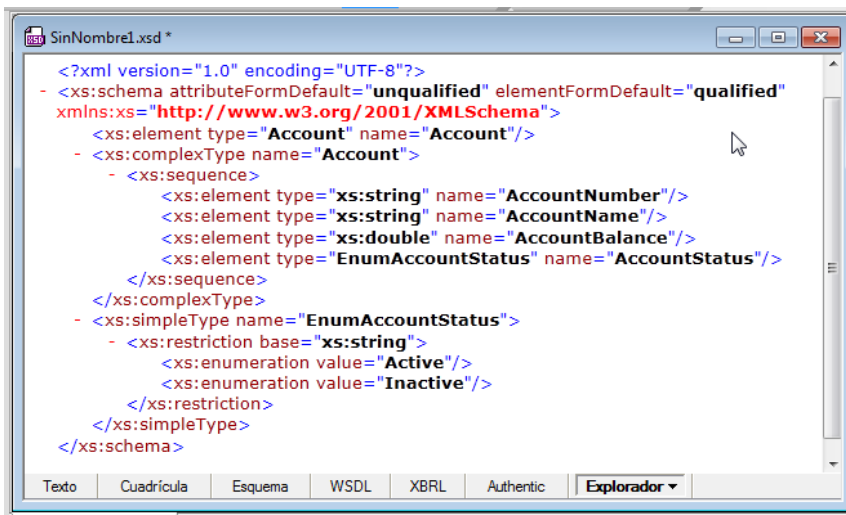 SinNombre1.xsd *
<?xml version="1.0" encoding="UTF-8"?>
- <xs:schema attributeFormDefault="unqualified" elementFormDefault="qualified"
xmlns:xs="http://www.w3.org/2001/XMLSchema">
<xs:element type="Account" name="Account"/>
- <xs:complexType name="Account">
- <xs:sequence>
<xs:element type="xs:string" name="AccountNumber"/>
<xs:element type="xs:string" name="AccountName"/>
<xs:element type="xs:double" name="AccountBalance"/>
<xs:element type="EnumAccountStatus" name="AccountStatus"/>
</xs:sequence>
</xs:complexType>
- <xs:simpleType name="EnumAccountStatus">
- <xs:restriction base="xs:string">
<xs:enumeration value="Active"/>
<xs:enumeration value="Inactive"/>
</xs:restriction>
</xs:simpleType>
</xs:schema>
Texto Cuadrícula Esquema WSDL XBRL Authentic Explorador